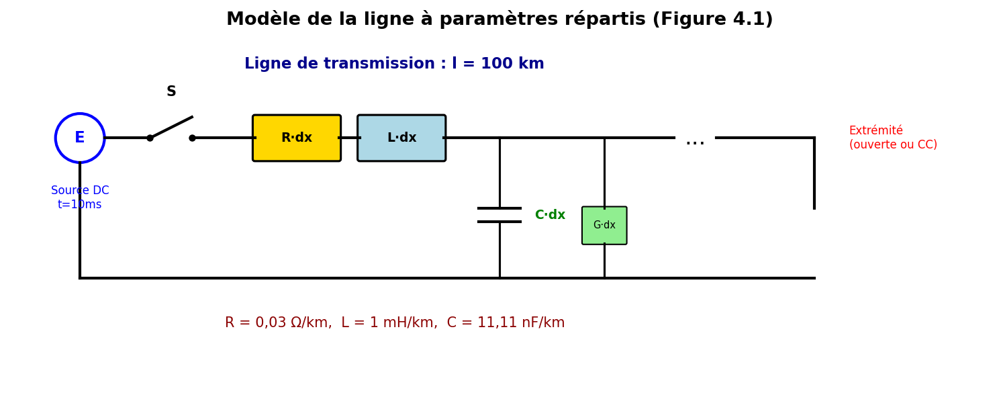 Modèle de la ligne à paramètres répartis (Figure 4.1)
Ligne de transmission : l = 100 km
S
E
R·dx
L·dx
...
Extrémité
(ouverte ou CC)
Source DC
t=10ms
C·dx
G·dx
R = 0,03 Ω/km,  L = 1 mH/km,  C = 11,11 nF/km